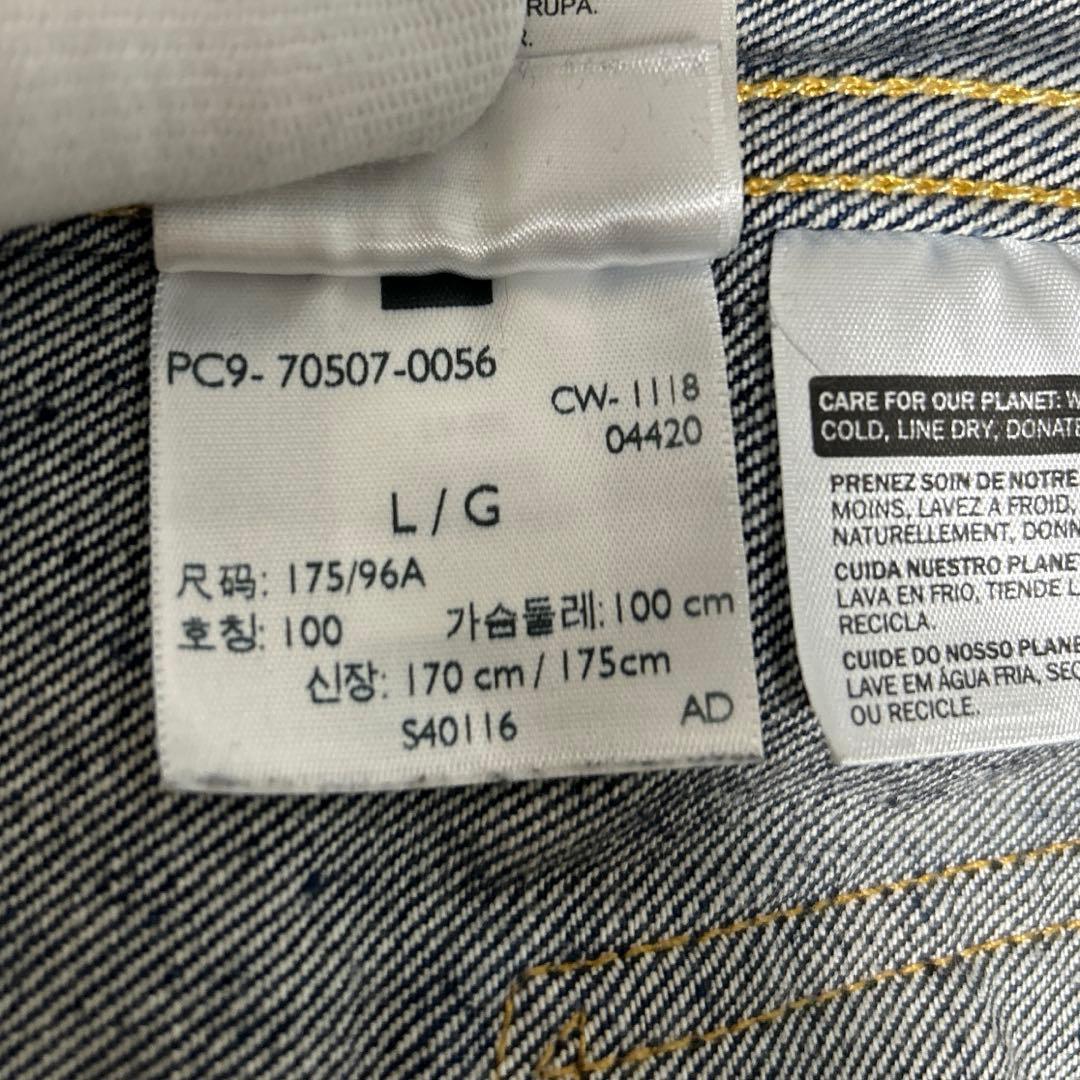 RUPA.
R.
PC9- 70507-0056
CW- 1118
04420
L / G
尺码: 175/96A
호칭: 100 가슴둘레: 100 cm
신장: 170 cm / 175cm
S40116
AD
CARE FOR OUR PLANET:
COLD, LINE DRY, DONATE
PRENEZ SOIN DE NOTRE
MOINS, LAVEZ A FROID,
NATURELLEMENT, DONN
CUIDA NUESTRO PLANE
LAVA EN FRIO, TIENDE
RECICLA.
CUIDE DO NOSSO PLANE
LAVE EM ÁGUA FRIA, SEC
OU RECICLE.